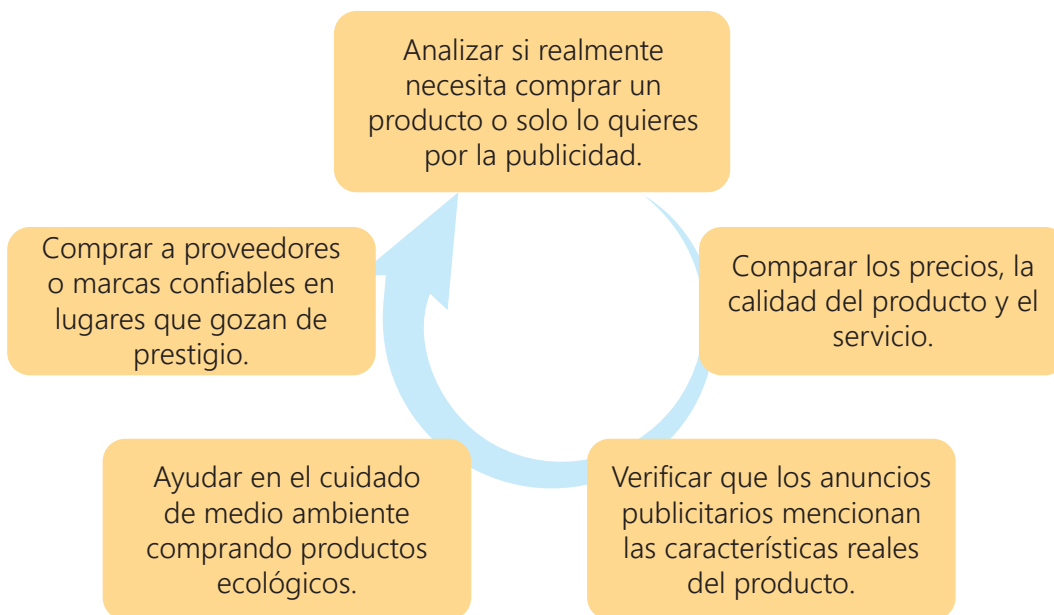 Analizar si realmente
necesita comprar un
producto o solo lo quieres
por la publicidad.
Comparar los precios, la
calidad del producto y el
servicio.
Verificar que los anuncios
publicitarios mencionan
las características reales
del producto.
Ayudar en el cuidado
de medio ambiente
comprando productos
ecológicos.
Comprar a proveedores
o marcas confiables en
lugares que gozan de
prestigio.